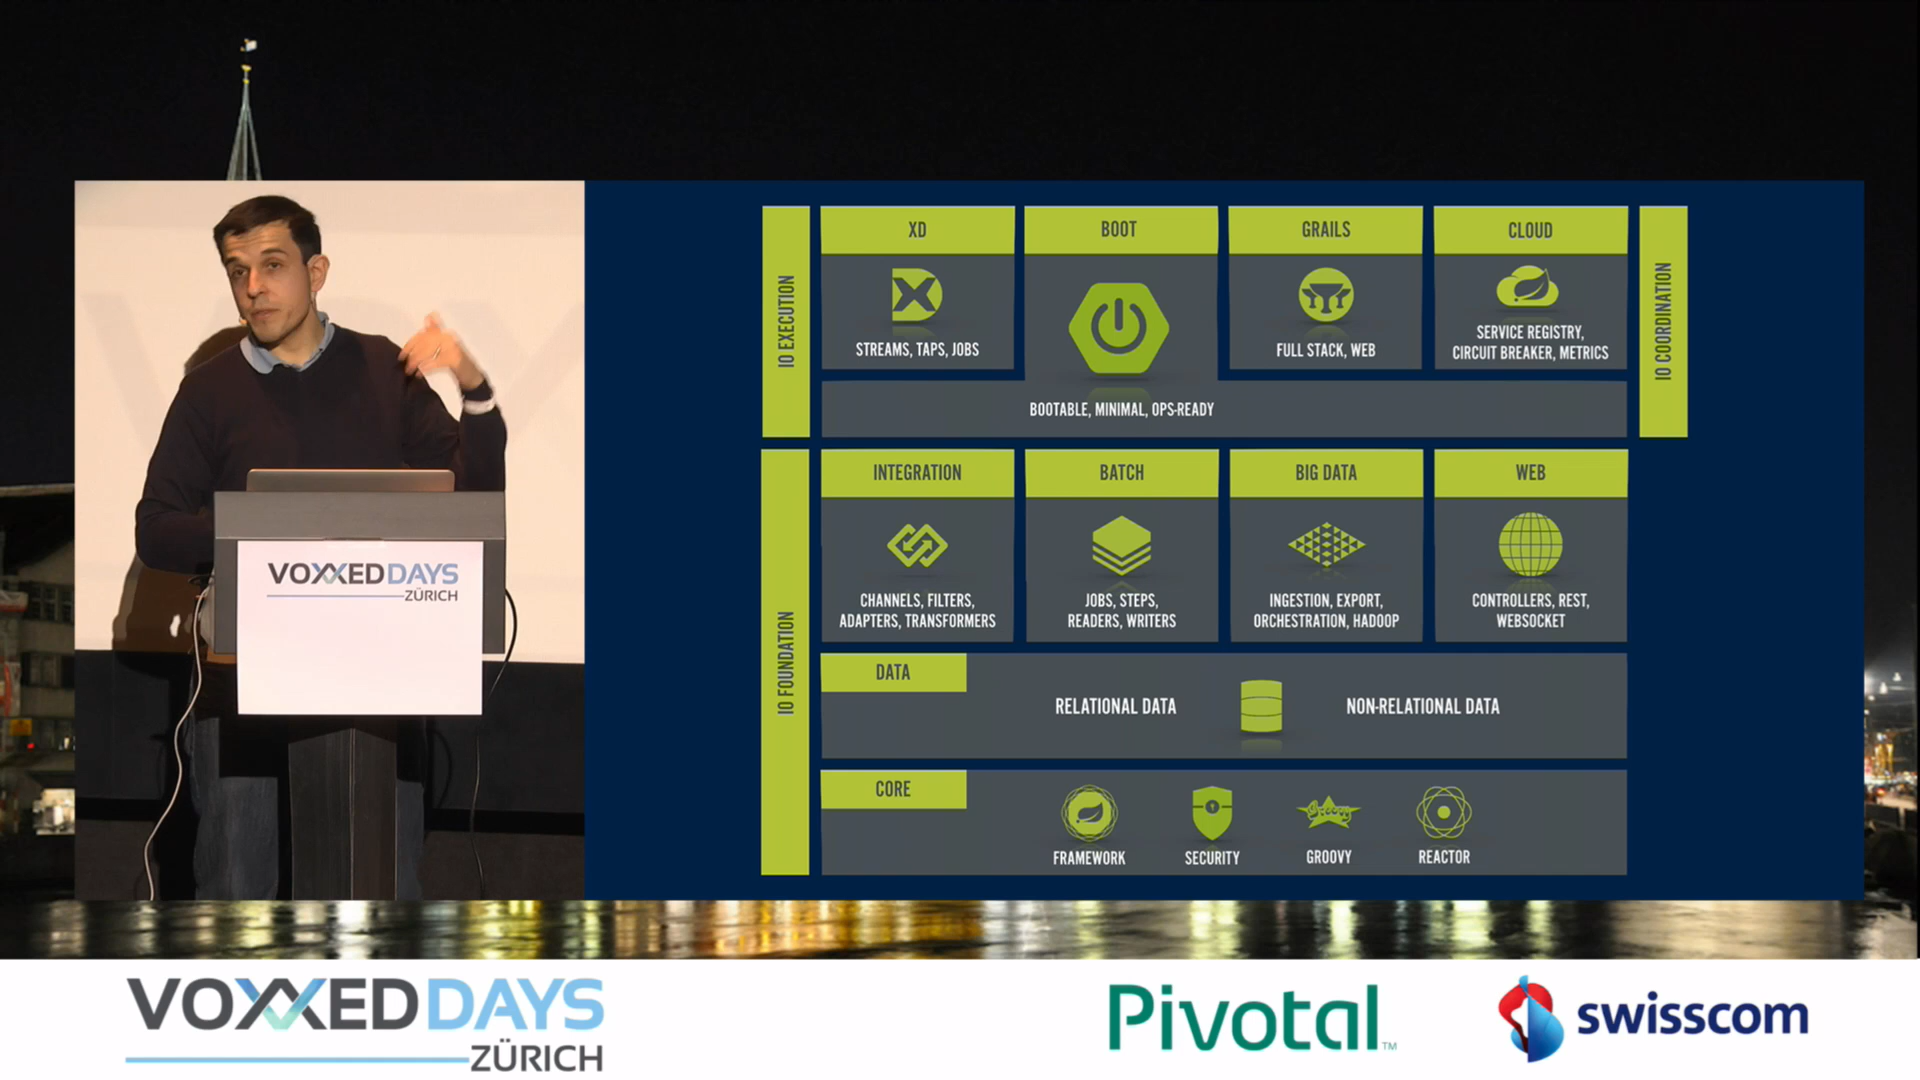 VOXXED DAYS
ZÜRICH
IO EXECUTION
XD
STREAMS, TAPS, JOBS
BOOT
BOOTABLE, MINIMAL, OPS-READY
GRAILS
FULL STACK, WEB
CLOUD
SERVICE REGISTRY,
CIRCUIT BREAKER, METRICS
IO COORDINATION
IO FOUNDATION
INTEGRATION
CHANNELS, FILTERS,
ADAPTERS, TRANSFORMERS
BATCH
JOBS, STEPS,
READERS, WRITERS
BIG DATA
INGESTION, EXPORT,
ORCHESTRATION, HADOOP
WEB
CONTROLLERS, REST,
WEBSOCKET
DATA
RELATIONAL DATA
NON-RELATIONAL DATA
CORE
FRAMEWORK
SECURITY
Groovy
GROOVY
REACTOR
VOXXED DAYS
ZÜRICH
Pivotal™
swisscom